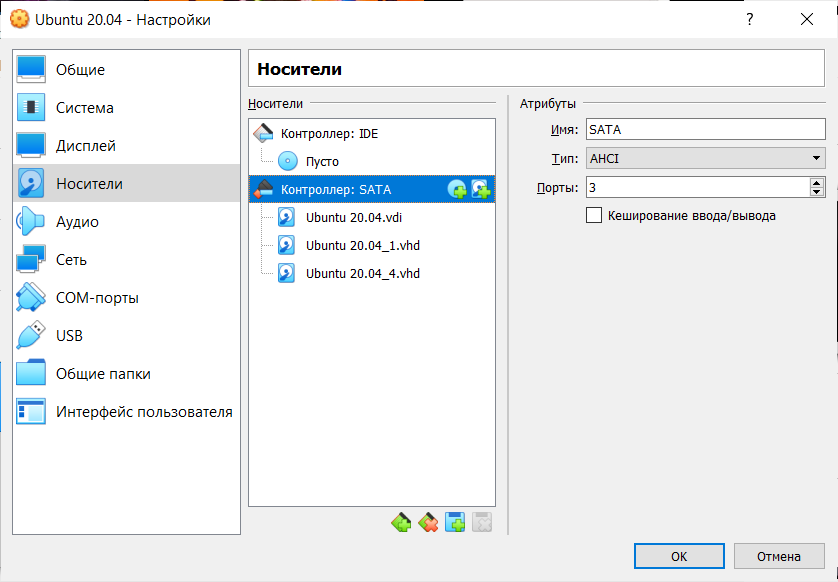 Ubuntu 20.04 - Настройки
?
Общие
Система
Дисплей
Носители
Аудио
Сеть
COM-порты
USB
Общие папки
Интерфейс пользователя
Носители
Носители
Контроллер: IDE
Пусто
Контроллер: SATA
Ubuntu 20.04.vdi
Ubuntu 20.04_1.vhd
Ubuntu 20.04_4.vhd
Атрибуты
Имя: SATA
Тип: AHCI
Порты: 3
Кеширование ввода/вывода
OK
Отмена